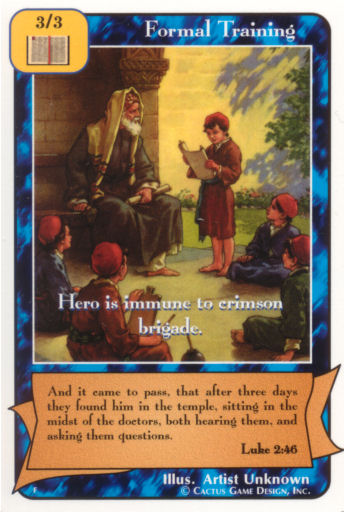 3/3
Formal Training
Hero is immune to crimson
brigade.
And it came to pass, that after three days
they found him in the temple, sitting in the
midst of the doctors, both hearing them, and
asking them questions.
Luke 2:46
F
Illus. Artist Unknown
© CACTUS GAME DESIGN, INC.